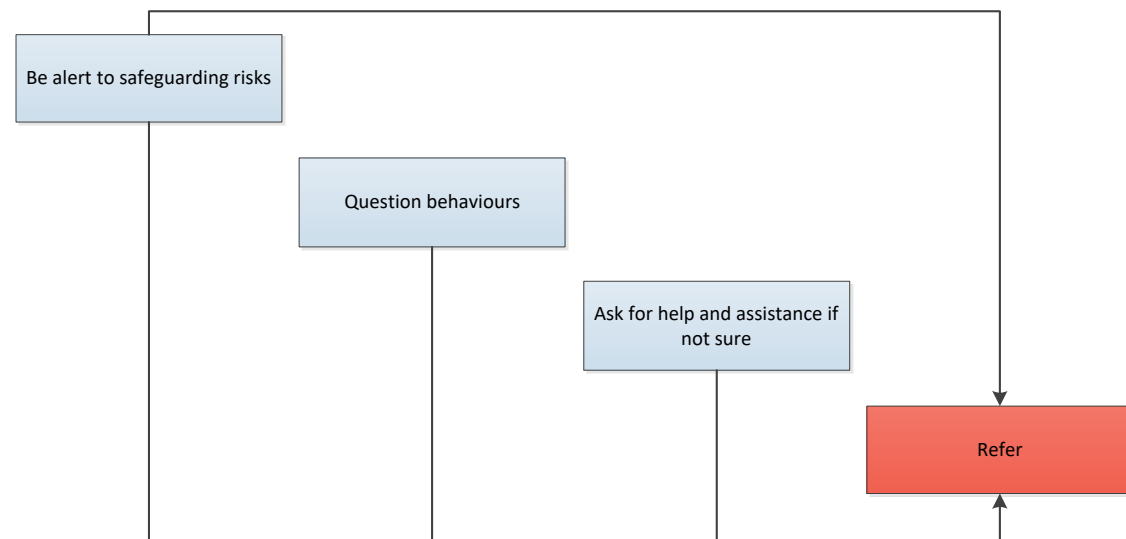 Be alert to safeguarding risks
Question behaviours
Ask for help and assistance if
not sure
Refer